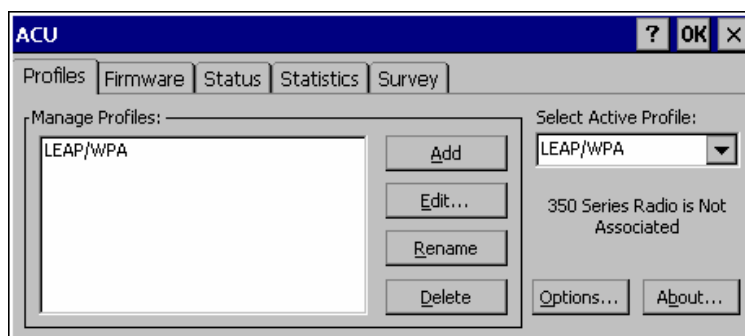 ACU ? OK ×
Profiles Firmware Status Statistics Survey
Manage Profiles:
LEAP/WPA
Add
Edit...
Rename
Delete
Select Active Profile:
LEAP/WPA
350 Series Radio is Not
Associated
Options... About...